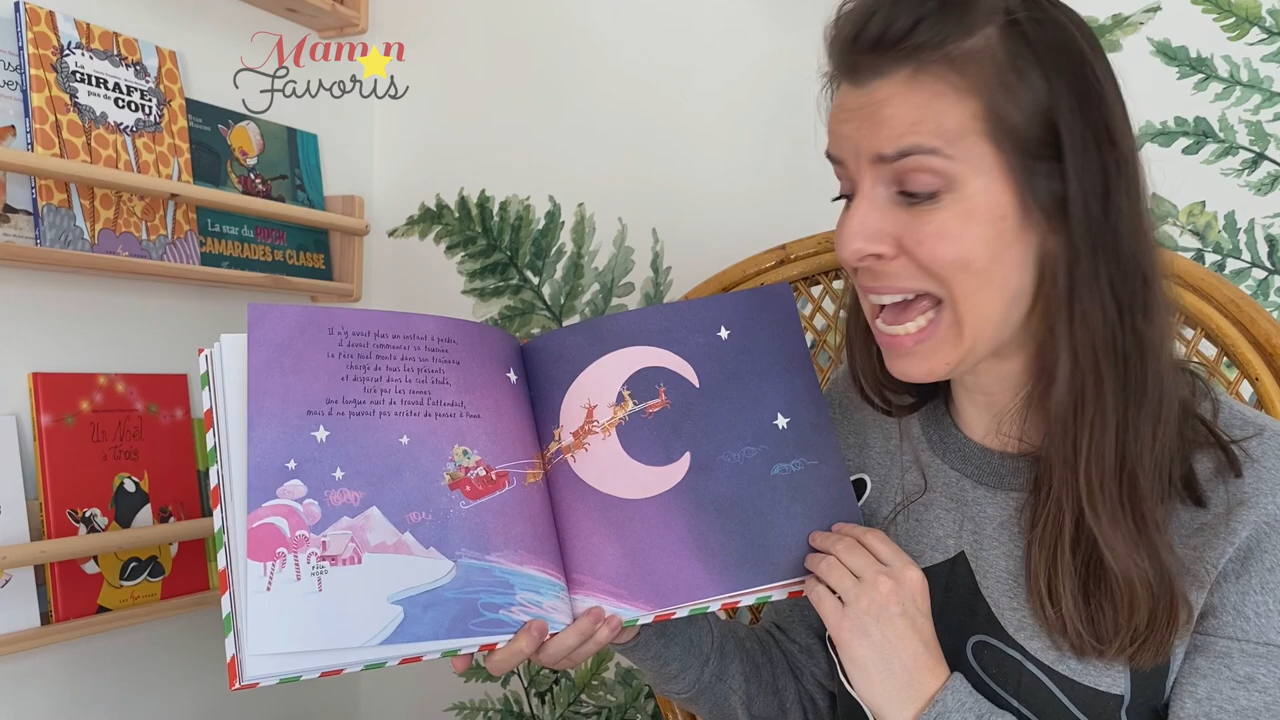 Maman
Favoris
La
GIRAFE
pas de
COU
RYAN
HIGGINS
La star du ROCK
CAMARADES DE CLASSE
Un Noël
à Trois
Il n'y avait plus un instant à perdre,
il devait commencer sa tournée.
Le Père Noël monta dans son traîneau
chargé de tous les présents
et disparut dans le ciel étoilé,
tiré par les rennes.
Une longue nuit de travail l'attendait,
mais il ne pouvait pas arrêter de penser à Anna.
PÔLE
NORD